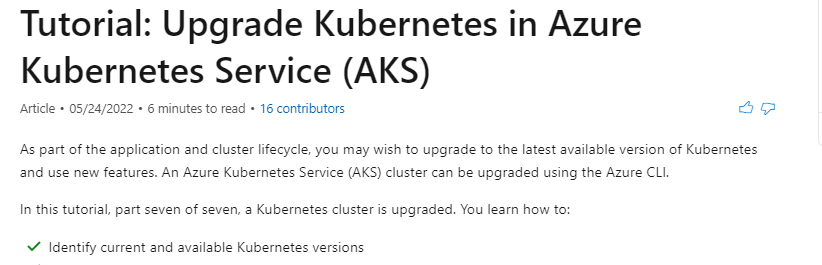 Tutorial: Upgrade Kubernetes in Azure
Kubernetes Service (AKS)
Article • 05/24/2022 • 6 minutes to read • 16 contributors
As part of the application and cluster lifecycle, you may wish to upgrade to the latest available version of Kubernetes
and use new features. An Azure Kubernetes Service (AKS) cluster can be upgraded using the Azure CLI.
In this tutorial, part seven of seven, a Kubernetes cluster is upgraded. You learn how to:
Identify current and available Kubernetes versions